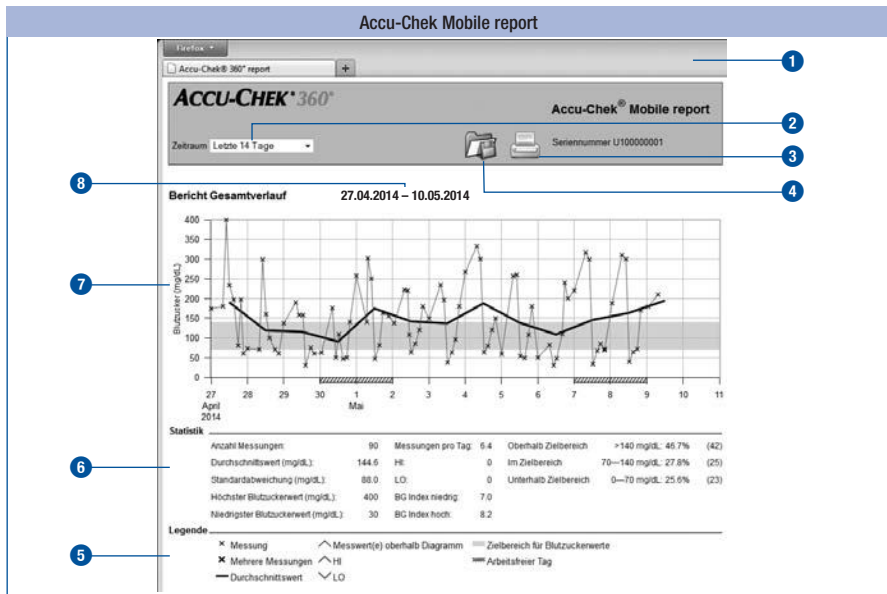 Accu-Chek Mobile report
Firefox
Accu-Chek® 360° report
+
1
ACCU-CHEK® 360°
Accu-Chek® Mobile report
2
Zeitraum Letzte 14 Tage
Seriennummer U100000001
3
4
8
Bericht Gesamtverlauf 27.04.2014 – 10.05.2014
7
Blutzucker (mg/dL)
400
350
300
250
200
150
100
50
0
27 28 29 30 1 2 3 4 5 6 7 8 9 10 11
April Mai
2014
Statistik
6
Anzahl Messungen: 90 Messungen pro Tag: 6.4 Oberhalb Zielbereich >140 mg/dL: 46.7% (42)
Durchschnittswert (mg/dL): 144.6 HI: 0 Im Zielbereich 70—140 mg/dL: 27.8% (25)
Standardabweichung (mg/dL): 88.0 LO: 0 Unterhalb Zielbereich 0—70 mg/dL: 25.6% (23)
Höchster Blutzuckerwert (mg/dL): 400 BG Index niedrig: 7.0
Niedrigster Blutzuckerwert (mg/dL): 30 BG Index hoch: 8.2
Legende
5
Messung Messwert(e) oberhalb Diagramm Zielbereich für Blutzuckerwerte
Mehrere Messungen HI Arbeitsfreier Tag
Durchschnittswert LO